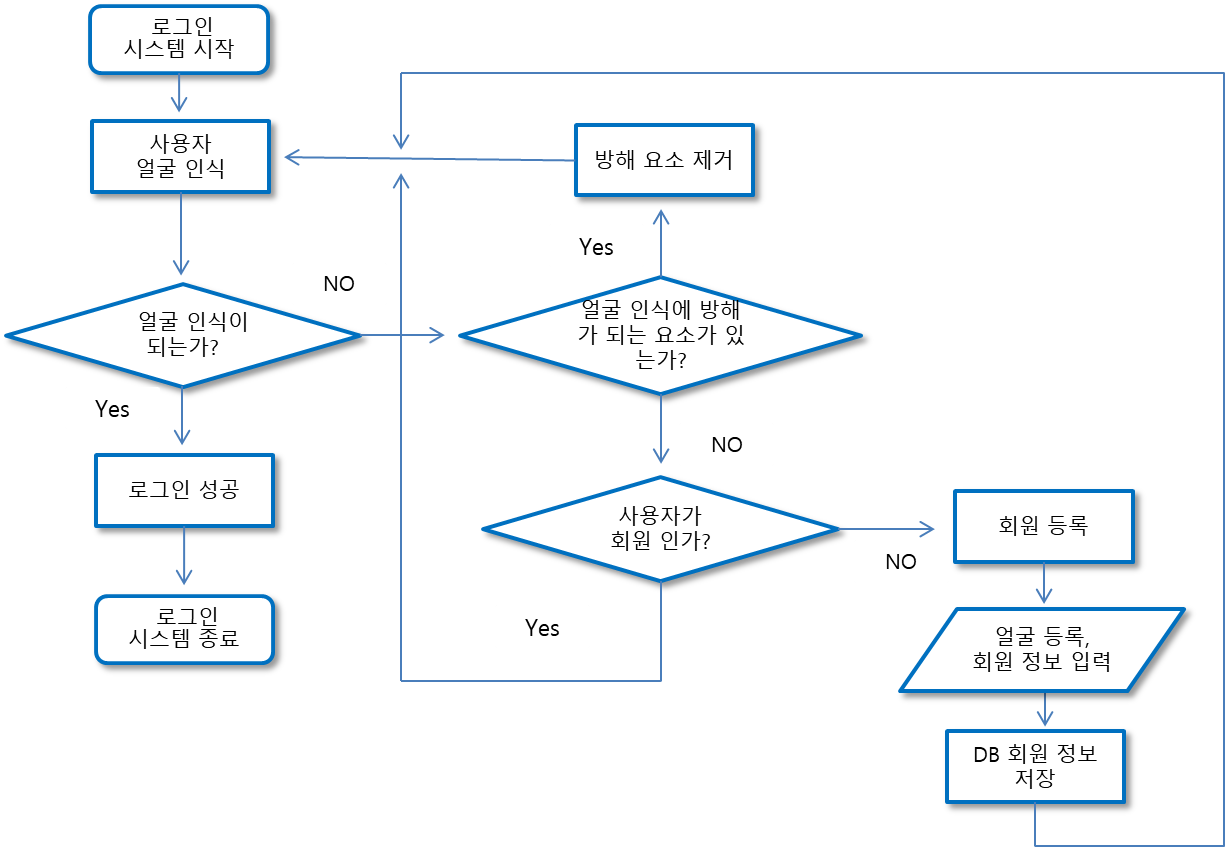 로그인
시스템 시작
사용자
얼굴 인식
방해 요소 제거
Yes
NO
얼굴 인식이
되는가?
얼굴 인식에 방해
가 되는 요소가 있
는가?
Yes
NO
로그인 성공
사용자가
회원 인가?
회원 등록
NO
로그인
시스템 종료
Yes
얼굴 등록,
회원 정보 입력
DB 회원 정보
저장